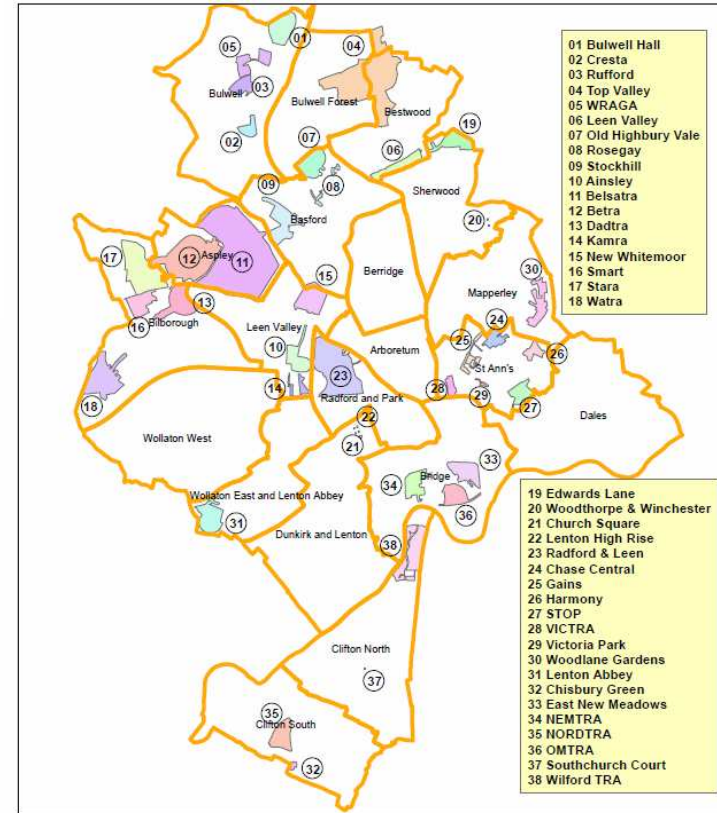 01
04
05
Bulwell
03
Bulwell Forest
Bestwood
02
07
06
19
09
08
Sherwood
20
Basford
17
12
Aspley
11
Berridge
30
Mapperley
15
16
13
Bilborough
Leen Valley
24
25
10
Arboretum
26
St Ann's
23
14
28
29
18
Radford and Park
27
Dales
22
Wollaton West
21
33
34
Bridge
Wollaton East and Lenton Abbey
36
31
Dunkirk and Lenton
38
Clifton North
37
35
Clifton South
32
01 Bulwell Hall
02 Cresta
03 Rufford
04 Top Valley
05 WRAGA
06 Leen Valley
07 Old Highbury Vale
08 Rosegay
09 Stockhill
10 Ainsley
11 Belsatra
12 Betra
13 Dadtra
14 Kamra
15 New Whitemoor
16 Smart
17 Stara
18 Watra
19 Edwards Lane
20 Woodthorpe & Winchester
21 Church Square
22 Lenton High Rise
23 Radford & Leen
24 Chase Central
25 Gains
26 Harmony
27 STOP
28 VICTRA
29 Victoria Park
30 Woodlane Gardens
31 Lenton Abbey
32 Chisbury Green
33 East New Meadows
34 NEMTRA
35 NORDTRA
36 OMTRA
37 Southchurch Court
38 Wilford TRA